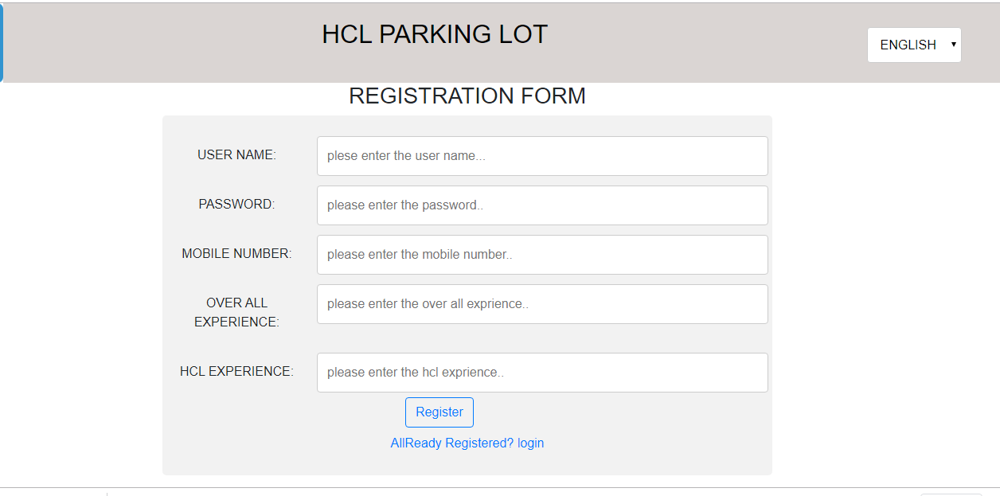 HCL PARKING LOT
ENGLISH
REGISTRATION FORM
USER NAME:
plese enter the user name...
PASSWORD:
please enter the password..
MOBILE NUMBER:
please enter the mobile number..
OVER ALL
EXPERIENCE:
please enter the over all exprience..
HCL EXPERIENCE:
please enter the hcl exprience..
Register
AllReady Registered? login